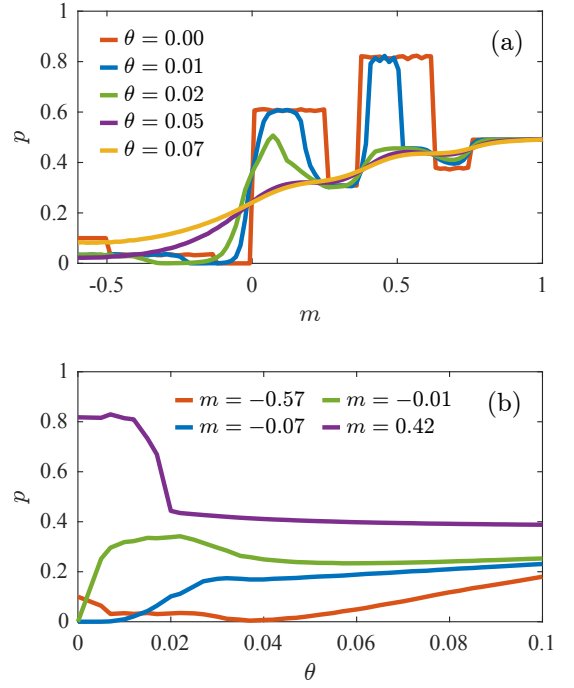 (a)
θ = 0.00
θ = 0.01
θ = 0.02
θ = 0.05
θ = 0.07
p
1
0.8
0.6
0.4
0.2
0
-0.5 0 0.5 1
m
(b)
m = −0.57 m = −0.01
m = −0.07 m = 0.42
p
1
0.8
0.6
0.4
0.2
0
0 0.02 0.04 0.06 0.08 0.1
θ